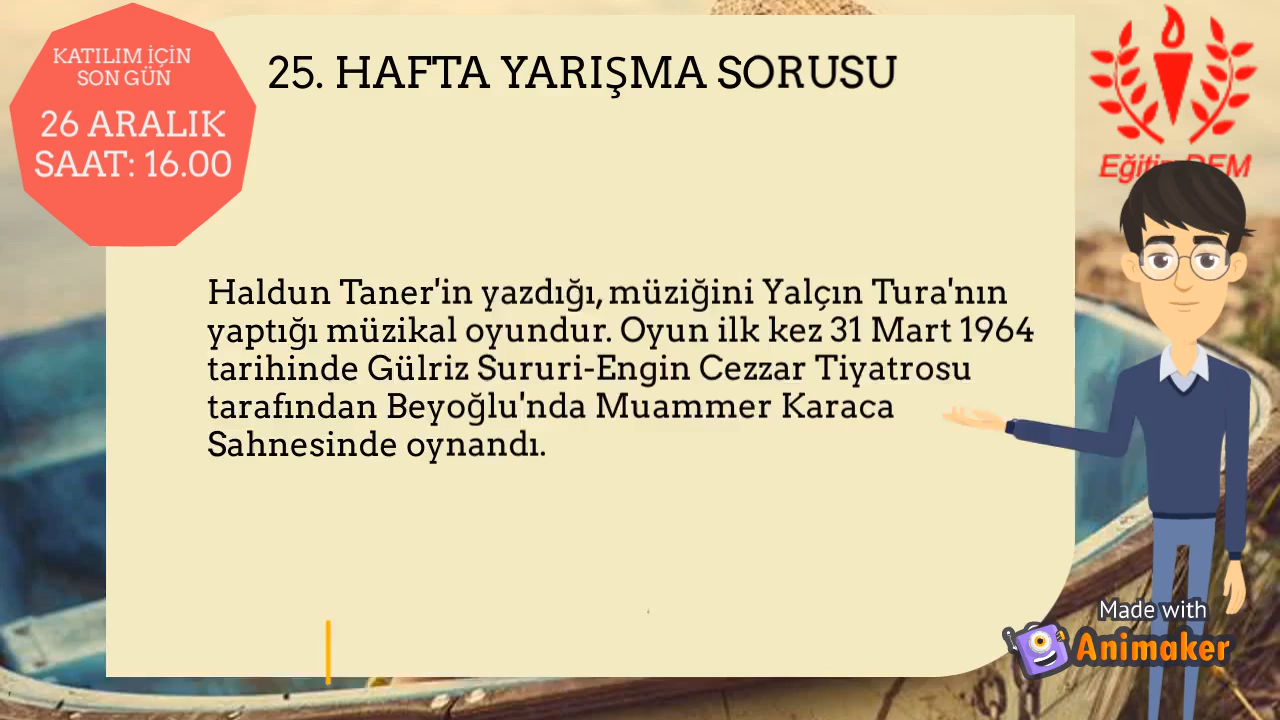 KATILIM İÇİN
SON GÜN
26 ARALIK
SAAT: 16.00
25. HAFTA YARIŞMA SORUSU
Haldun Taner'in yazdığı, müziğini Yalçın Tura'nın
yaptığı müzikal oyundur. Oyun ilk kez 31 Mart 1964
tarihinde Gülriz Sururi-Engin Cezzar Tiyatrosu
tarafından Beyoğlu'nda Muammer Karaca
Sahnesinde oynandı.
Made with
Animaker